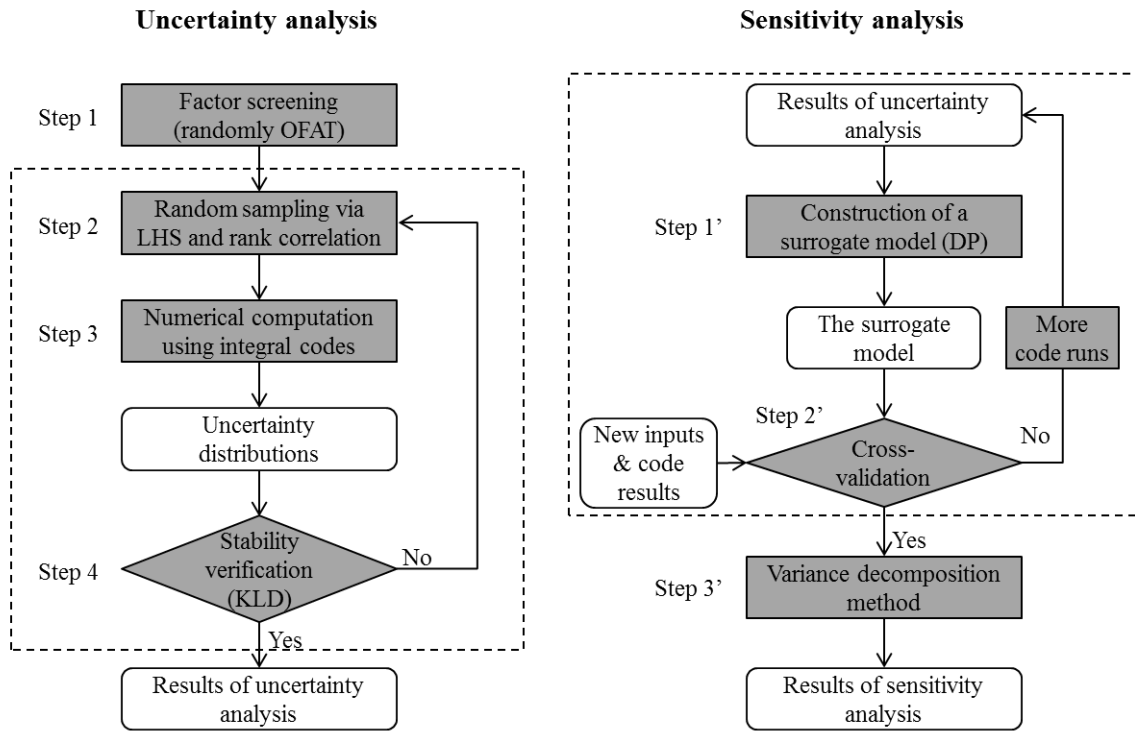 Uncertainty analysis
Step 1
Factor screening
(randomly OFAT)
Step 2
Random sampling via
LHS and rank correlation
Step 3
Numerical computation
using integral codes
Uncertainty
distributions
Step 4
Stability
verification
(KLD)
No
Yes
Results of uncertainty
analysis
Sensitivity analysis
Results of uncertainty
analysis
Step 1’
Construction of a
surrogate model (DP)
The surrogate
model
More
code runs
Step 2’
New inputs
& code
results
Cross-
validation
No
Yes
Step 3’
Variance decomposition
method
Results of sensitivity
analysis